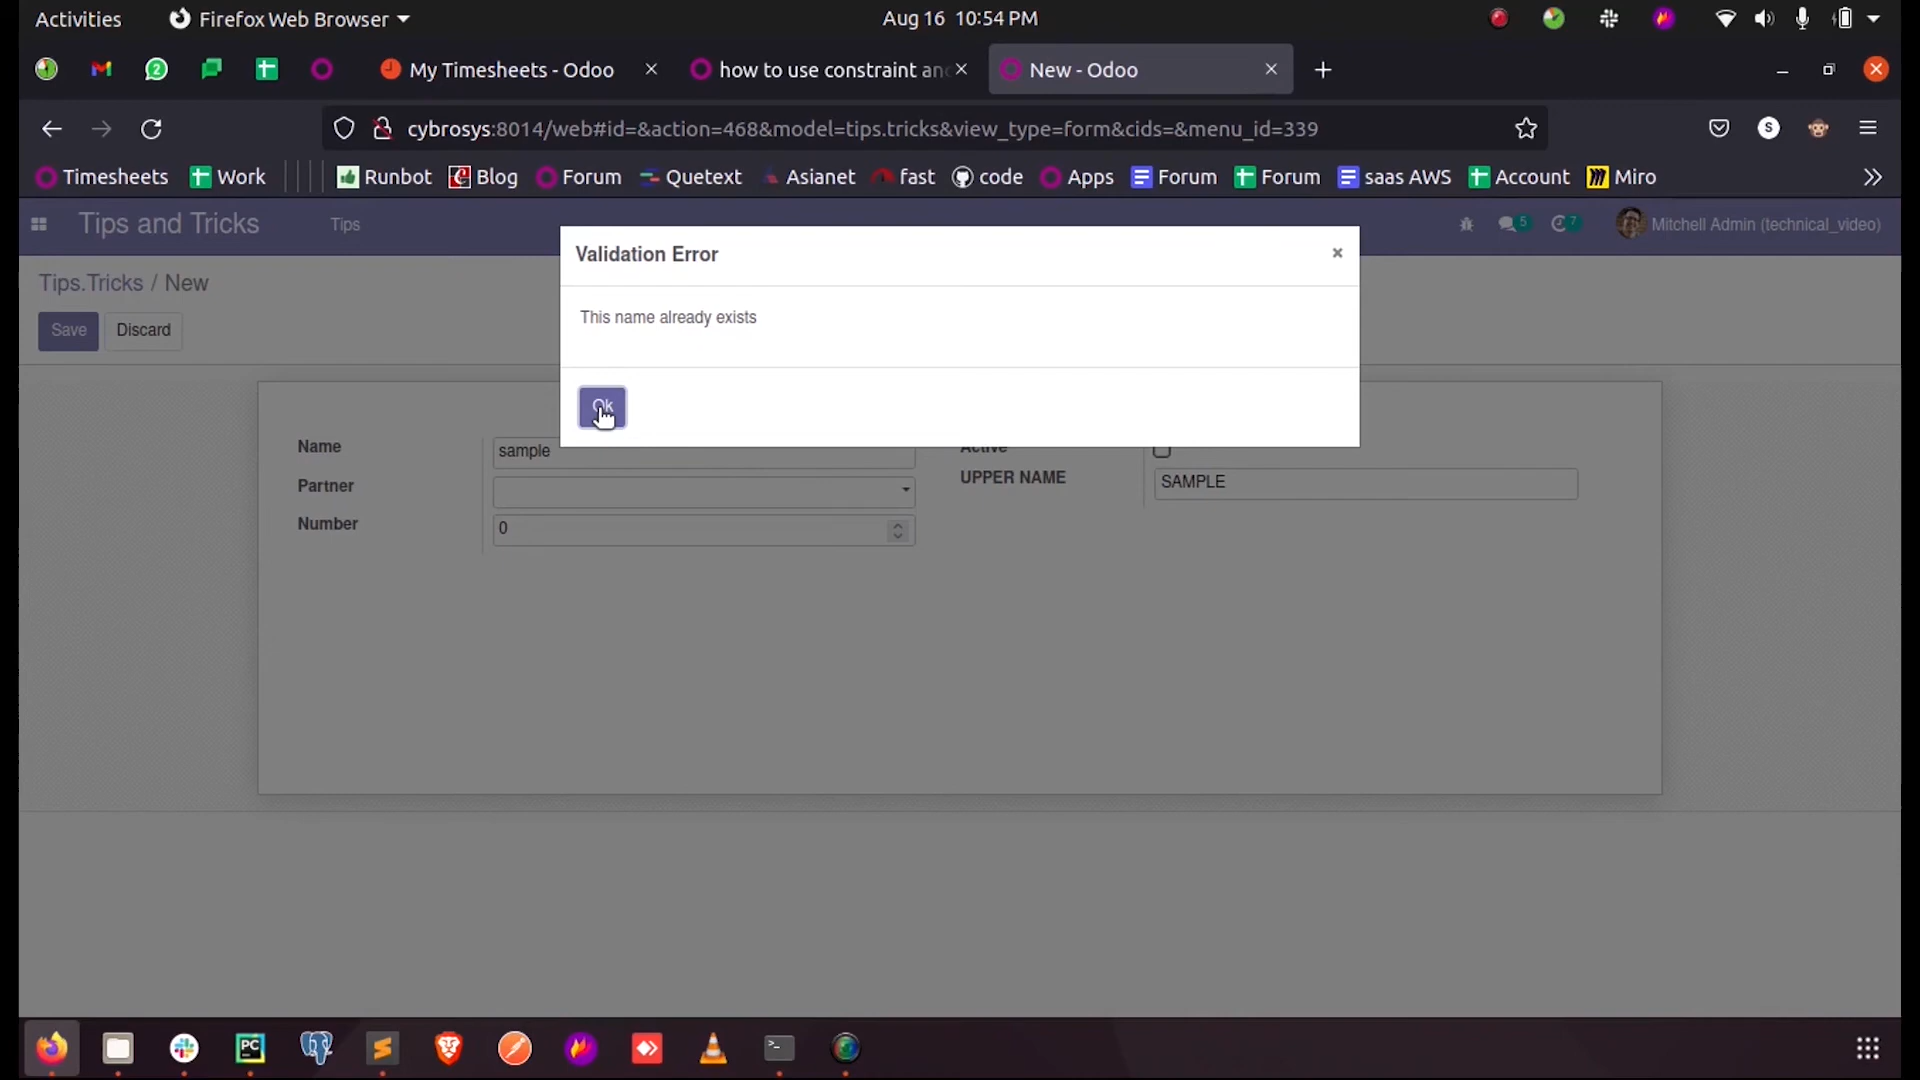 Activities Firefox Web Browser Aug 16 10:54 PM
2 My Timesheets - Odoo how to use constraint an New - Odoo
cybrosys:8014/web#id=&action=468&model=tips.tricks&view_type=form&cids=&menu_id=339 S
Timesheets Work Runbot Blog Forum Quetext Asianet fast code Apps Forum Forum saas AWS Account Miro
Tips and Tricks Tips 5 7 Mitchell Admin (technical_video)
Validation Error ×
Tips.Tricks / New
This name already exists
Save Discard
Ok
Name sample Active
UPPER NAME SAMPLE
Partner
Number 0
PC